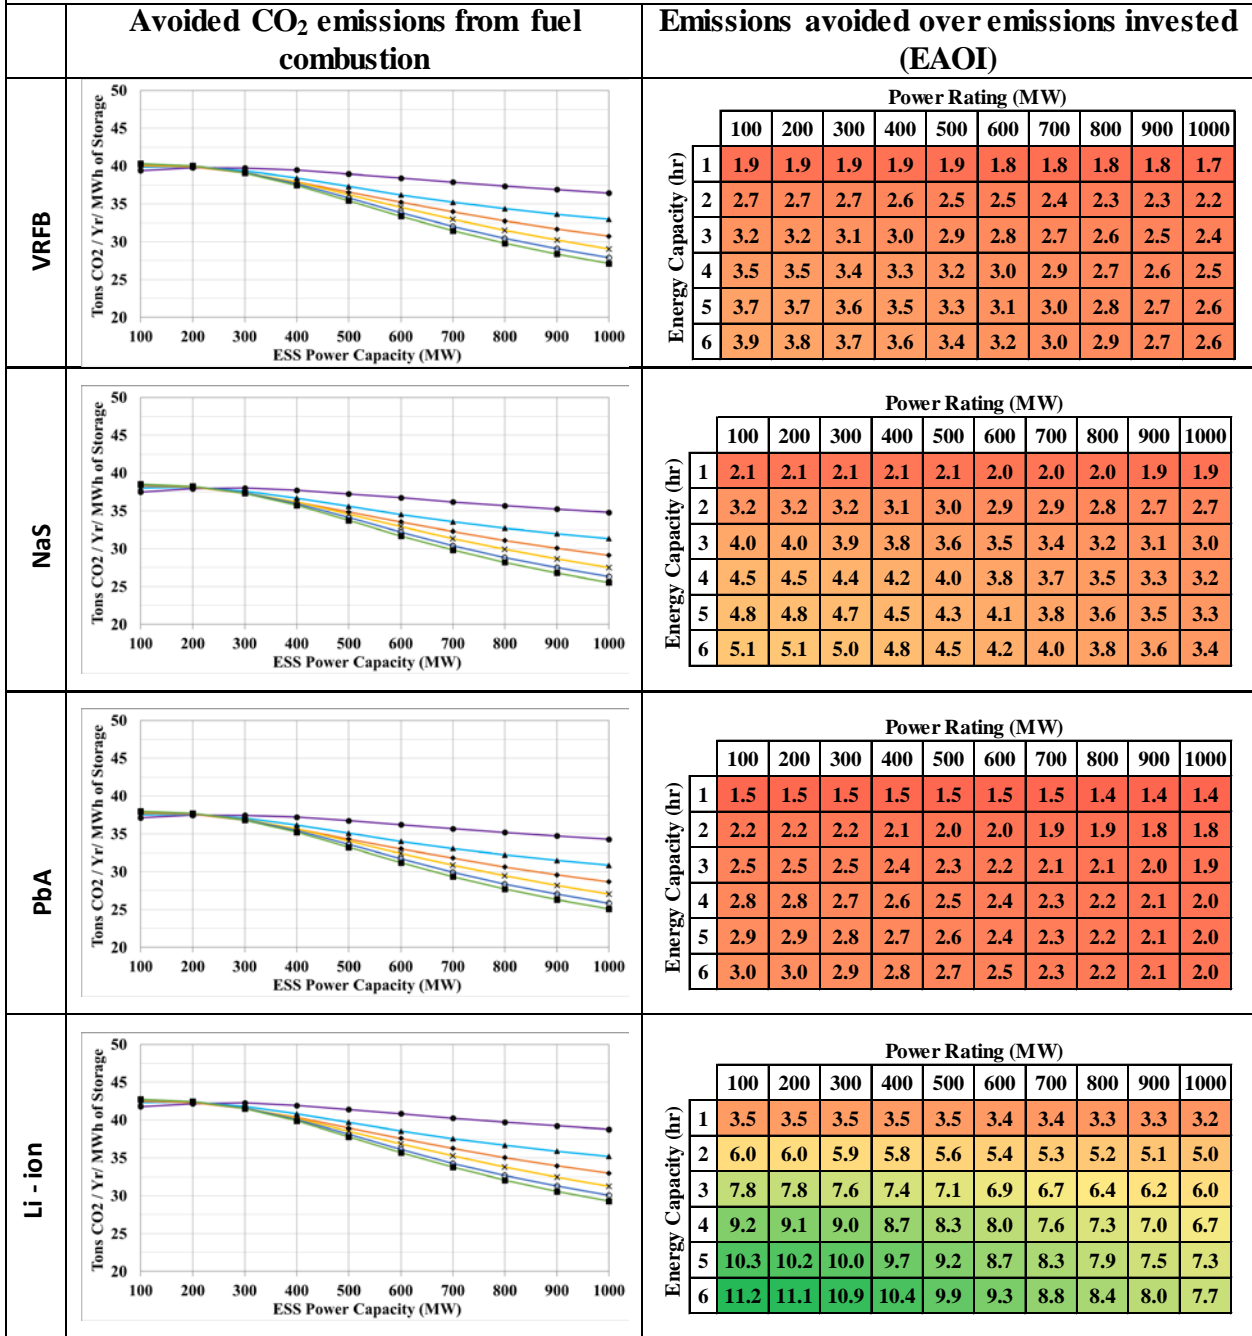 Avoided CO2 emissions from fuel combustion
Emissions avoided over emissions invested (EAOI)
VRFB
Tons CO2 / Yr/ MWh of Storage
50
45
40
35
30
25
20
100 200 300 400 500 600 700 800 900 1000
ESS Power Capacity (MW)
Power Rating (MW)
Energy Capacity (hr)
100 200 300 400 500 600 700 800 900 1000
1 1.9 1.9 1.9 1.9 1.9 1.8 1.8 1.8 1.8 1.7
2 2.7 2.7 2.7 2.6 2.5 2.5 2.4 2.3 2.3 2.2
3 3.2 3.2 3.1 3.0 2.9 2.8 2.7 2.6 2.5 2.4
4 3.5 3.5 3.4 3.3 3.2 3.0 2.9 2.7 2.6 2.5
5 3.7 3.7 3.6 3.5 3.3 3.1 3.0 2.8 2.7 2.6
6 3.9 3.8 3.7 3.6 3.4 3.2 3.0 2.9 2.7 2.6
NaS
Tons CO2 / Yr/ MWh of Storage
50
45
40
35
30
25
20
100 200 300 400 500 600 700 800 900 1000
ESS Power Capacity (MW)
Power Rating (MW)
Energy Capacity (hr)
100 200 300 400 500 600 700 800 900 1000
1 2.1 2.1 2.1 2.1 2.1 2.0 2.0 2.0 1.9 1.9
2 3.2 3.2 3.2 3.1 3.0 2.9 2.9 2.8 2.7 2.7
3 4.0 4.0 3.9 3.8 3.6 3.5 3.4 3.2 3.1 3.0
4 4.5 4.5 4.4 4.2 4.0 3.8 3.7 3.5 3.3 3.2
5 4.8 4.8 4.7 4.5 4.3 4.1 3.8 3.6 3.5 3.3
6 5.1 5.1 5.0 4.8 4.5 4.2 4.0 3.8 3.6 3.4
PbA
Tons CO2 / Yr/ MWh of Storage
50
45
40
35
30
25
20
100 200 300 400 500 600 700 800 900 1000
ESS Power Capacity (MW)
Power Rating (MW)
Energy Capacity (hr)
100 200 300 400 500 600 700 800 900 1000
1 1.5 1.5 1.5 1.5 1.5 1.5 1.5 1.4 1.4 1.4
2 2.2 2.2 2.2 2.1 2.0 2.0 1.9 1.9 1.8 1.8
3 2.5 2.5 2.5 2.4 2.3 2.2 2.1 2.1 2.0 1.9
4 2.8 2.8 2.7 2.6 2.5 2.4 2.3 2.2 2.1 2.0
5 2.9 2.9 2.8 2.7 2.6 2.4 2.3 2.2 2.1 2.0
6 3.0 3.0 2.9 2.8 2.7 2.5 2.3 2.2 2.1 2.0
Li - ion
Tons CO2 / Yr/ MWh of Storage
50
45
40
35
30
25
20
100 200 300 400 500 600 700 800 900 1000
ESS Power Capacity (MW)
Power Rating (MW)
Energy Capacity (hr)
100 200 300 400 500 600 700 800 900 1000
1 3.5 3.5 3.5 3.5 3.5 3.4 3.4 3.3 3.3 3.2
2 6.0 6.0 5.9 5.8 5.6 5.4 5.3 5.2 5.1 5.0
3 7.8 7.8 7.6 7.4 7.1 6.9 6.7 6.4 6.2 6.0
4 9.2 9.1 9.0 8.7 8.3 8.0 7.6 7.3 7.0 6.7
5 10.3 10.2 10.0 9.7 9.2 8.7 8.3 7.9 7.5 7.3
6 11.2 11.1 10.9 10.4 9.9 9.3 8.8 8.4 8.0 7.7